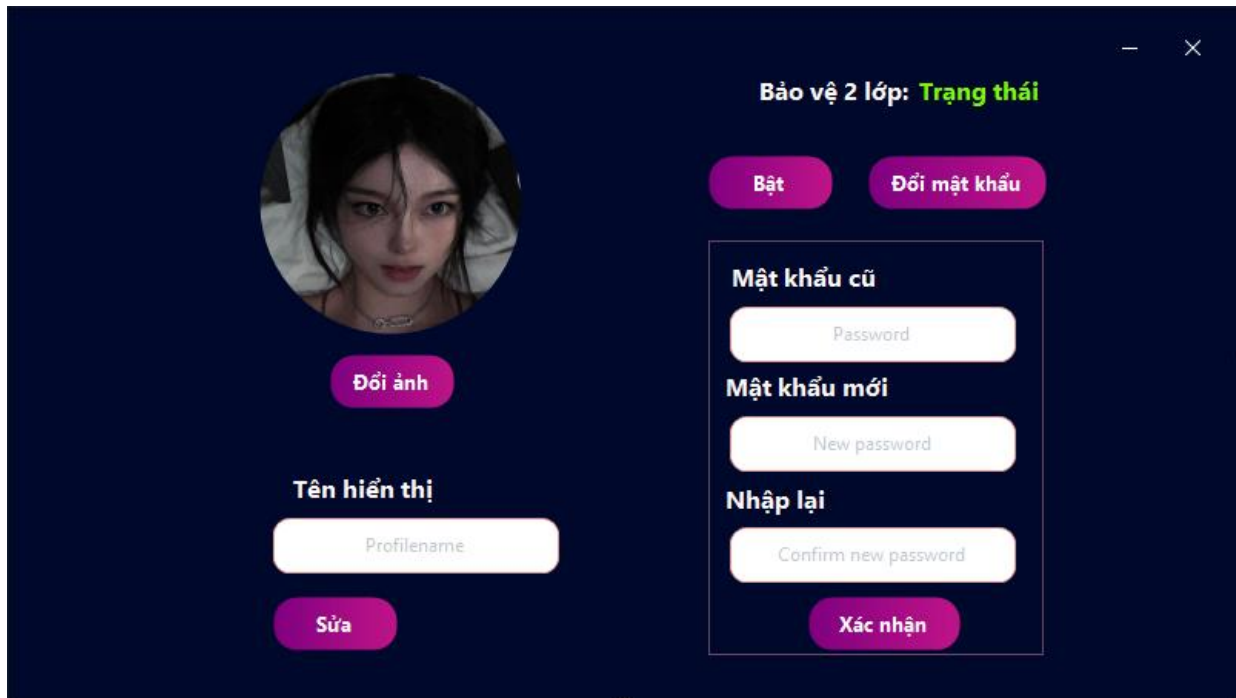 Bảo vệ 2 lớp: Trạng thái
Bật
Đổi mật khẩu
Đổi ảnh
Tên hiển thị
Profilename
Sửa
Mật khẩu cũ
Password
Mật khẩu mới
New password
Nhập lại
Confirm new password
Xác nhận